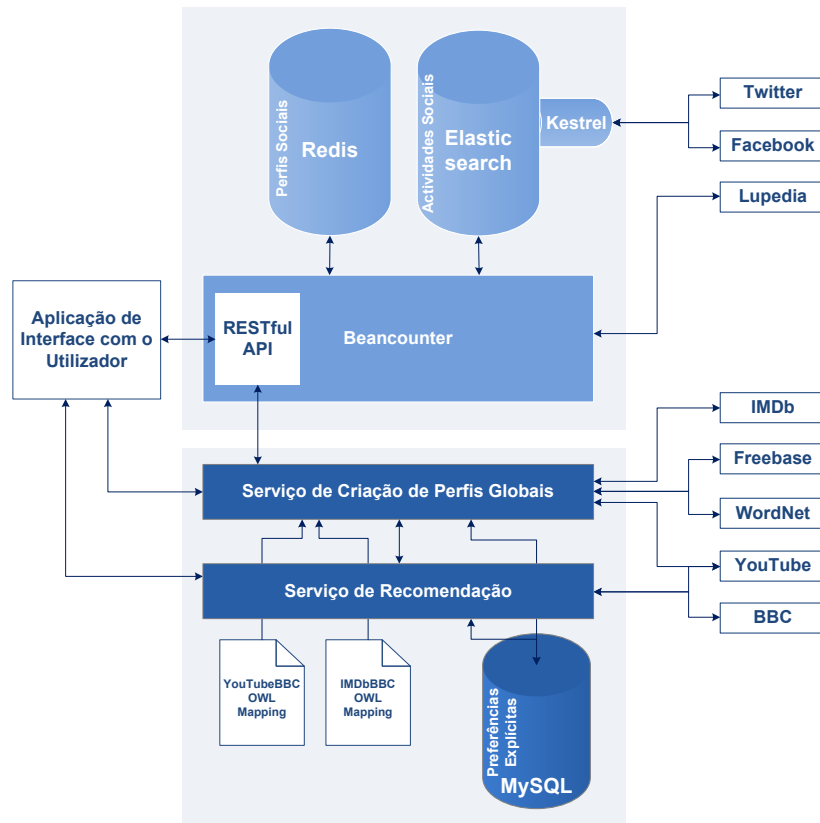 Perfis Sociais
Redis
Actividades Sociais
Elastic
search
Kestrel
Twitter
Facebook
Lupedia
Aplicação de
Interface com o
Utilizador
RESTful
API
Beancounter
IMDb
Freebase
WordNet
YouTube
BBC
Serviço de Criação de Perfis Globais
Serviço de Recomendação
YouTubeBBC
OWL
Mapping
IMDbBBC
OWL
Mapping
Preferências
Explícitas
MySQL